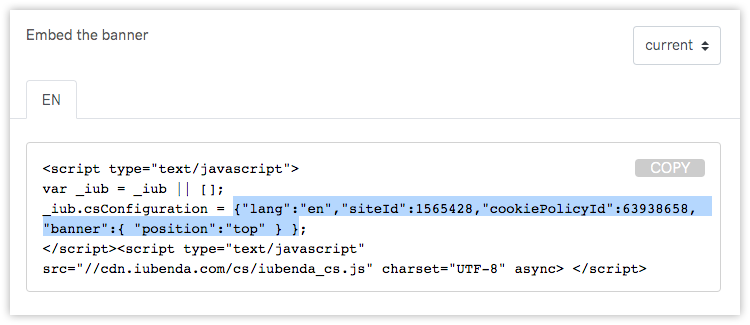 Embed the banner
current
EN
COPY
<script type="text/javascript">
var _iub = _iub || [];
_iub.csConfiguration = {"lang":"en","siteId":1565428,"cookiePolicyId":63938658,
"banner":{ "position":"top" } };
</script><script type="text/javascript"
src="//cdn.iubenda.com/cs/iubenda_cs.js" charset="UTF-8" async> </script>